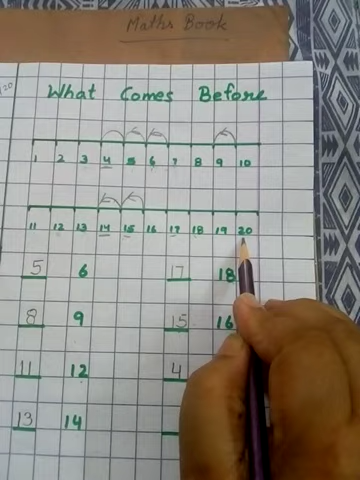 Maths Book
20
What Comes Before
1 2 3 4 5 6 7 8 9 10
11 12 13 14 15 16 17 18 19 20
5 6 17 18
8 9 15 16
11 12 4
13 14